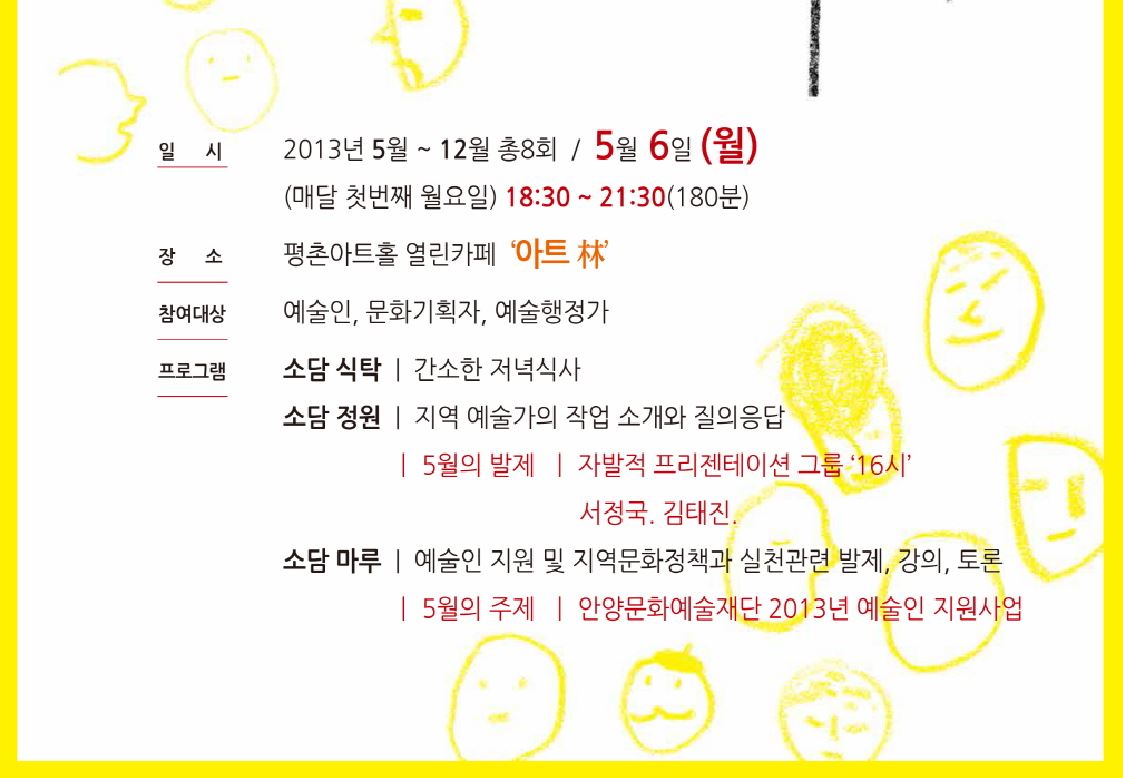 일 시 2013년 5월 ~ 12월 총8회 / 5월 6일 (월)
(매달 첫번째 월요일) 18:30 ~ 21:30(180분)
장 소 평촌아트홀 열린카페 ‘아트 林’
참여대상 예술인, 문화기획자, 예술행정가
프로그램 소담 식탁 | 간소한 저녁식사
소담 정원 | 지역 예술가의 작업 소개와 질의응답
| 5월의 발제 | 자발적 프리젠테이션 그룹 ‘16시’
서정국. 김태진.
소담 마루 | 예술인 지원 및 지역문화정책과 실천관련 발제, 강의, 토론
| 5월의 주제 | 안양문화예술재단 2013년 예술인 지원사업